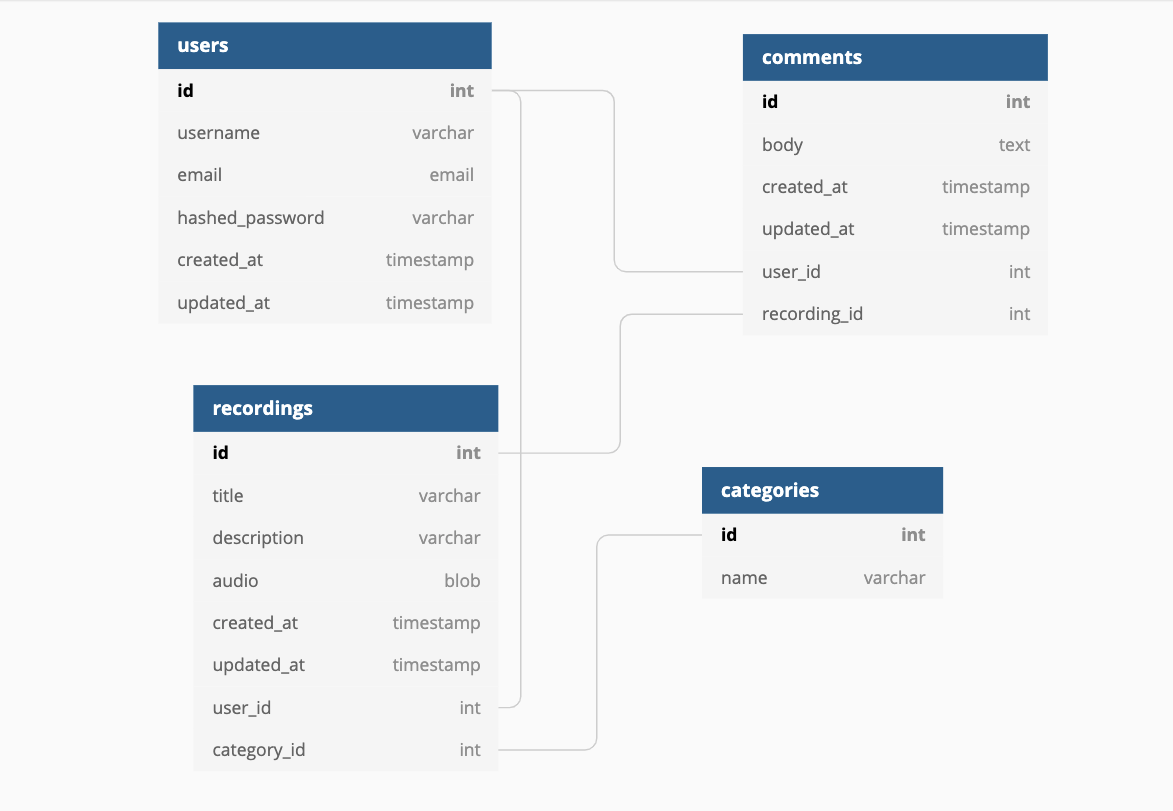 users
id int
username varchar
email email
hashed_password varchar
created_at timestamp
updated_at timestamp
comments
id int
body text
created_at timestamp
updated_at timestamp
user_id int
recording_id int
recordings
id int
title varchar
description varchar
audio blob
created_at timestamp
updated_at timestamp
user_id int
category_id int
categories
id int
name varchar